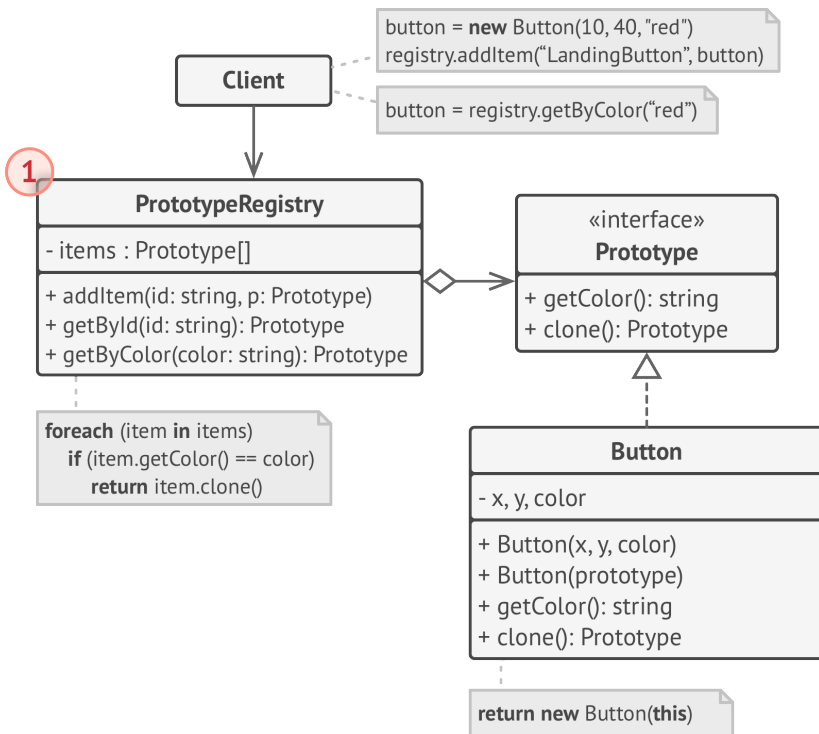 button = new Button(10, 40, "red")
registry.addItem(“LandingButton”, button)
Client
button = registry.getByColor(“red”)
1
PrototypeRegistry
- items : Prototype[]
+ addItem(id: string, p: Prototype)
+ getById(id: string): Prototype
+ getByColor(color: string): Prototype
«interface»
Prototype
+ getColor(): string
+ clone(): Prototype
foreach (item in items)
if (item.getColor() == color)
return item.clone()
Button
- x, y, color
+ Button(x, y, color)
+ Button(prototype)
+ getColor(): string
+ clone(): Prototype
return new Button(this)